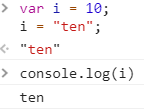 > var i = 10;
i = "ten";
< "ten"
> console.log(i)
ten